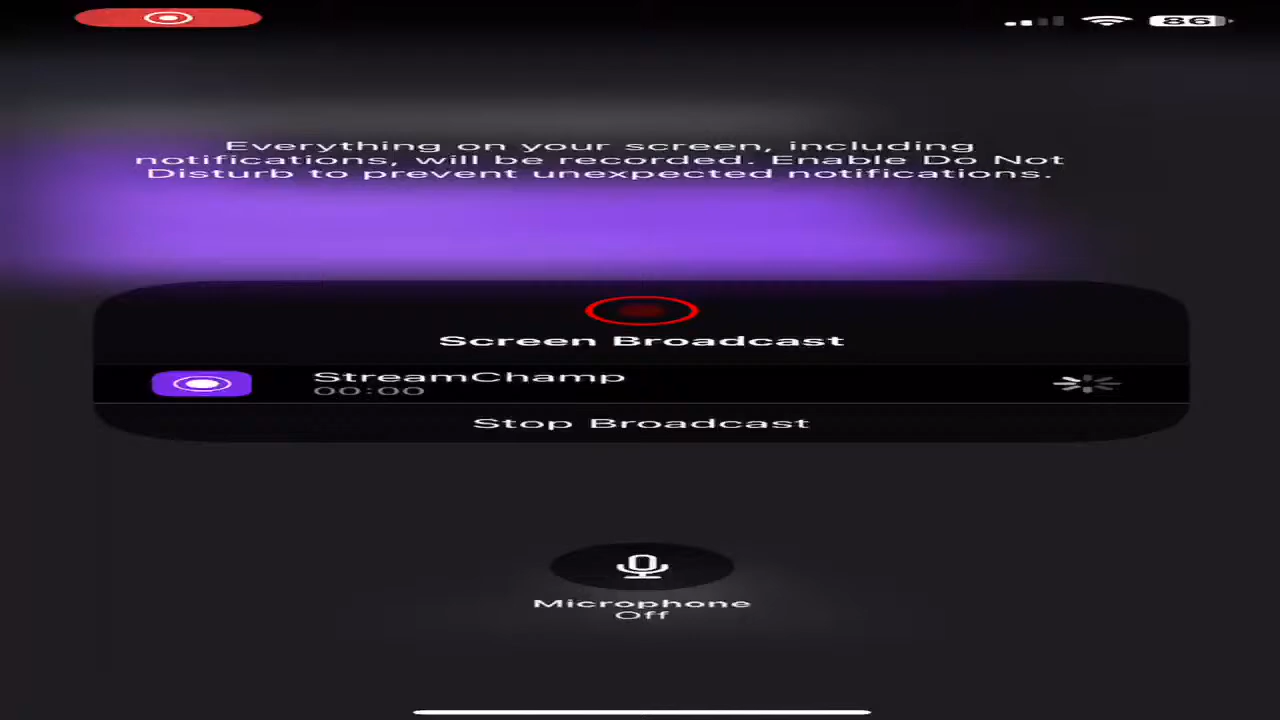 86
Everything on your screen, including
notifications, will be recorded. Enable Do Not
Disturb to prevent unexpected notifications.
Screen Broadcast
StreamChamp
00:00
Stop Broadcast
Microphone
Off